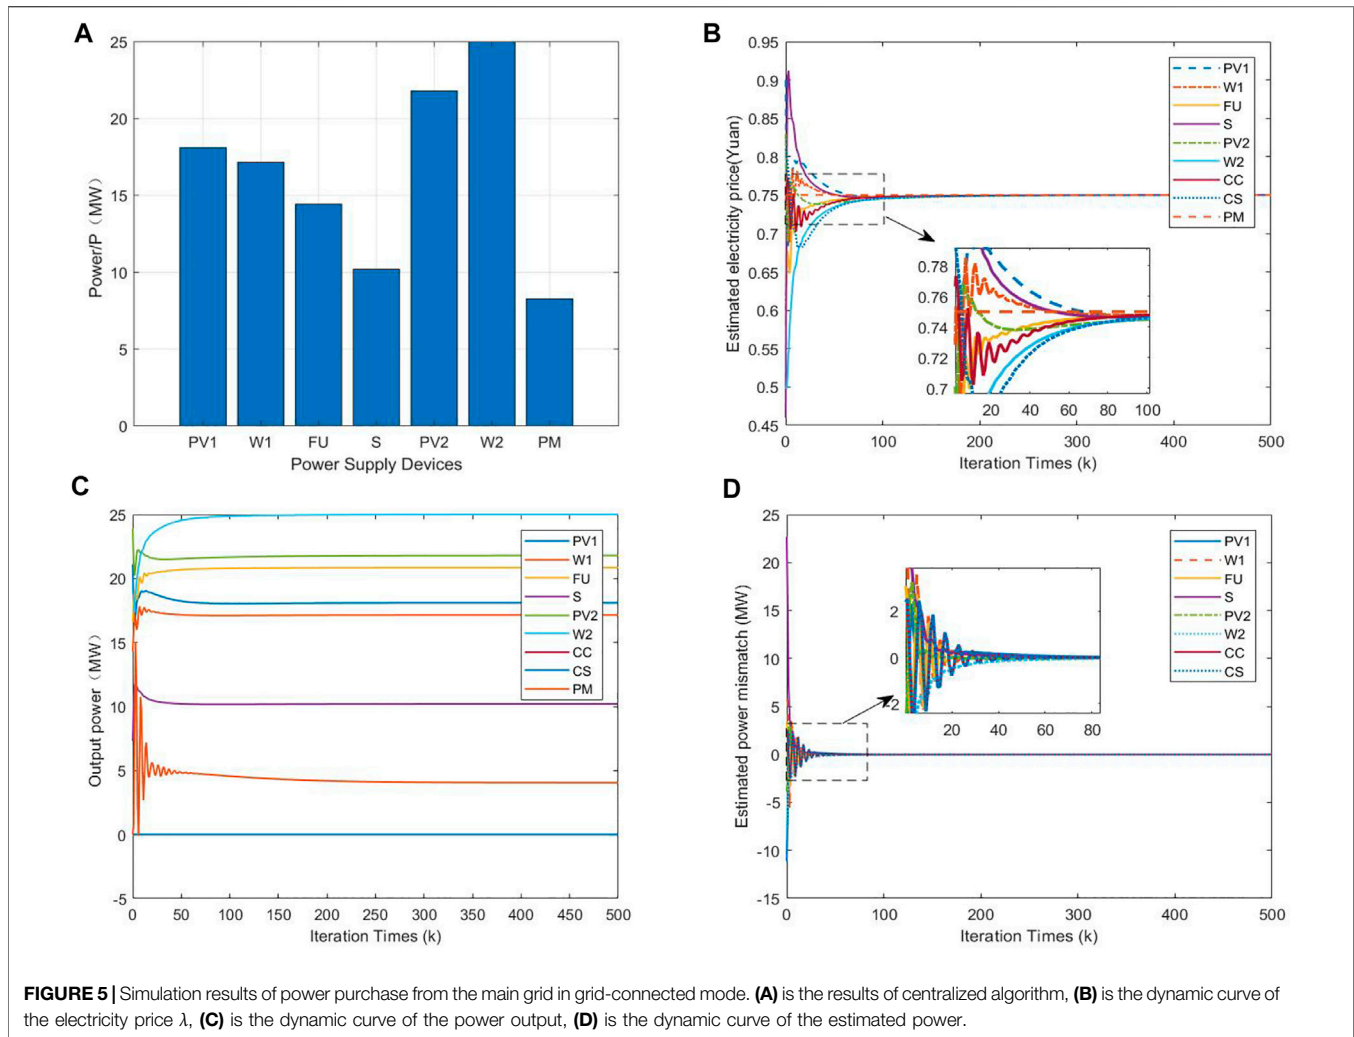 A
25
20
15
10
5
0
Power/P（MW）
PV1 W1 FU S PV2 W2 PM
Power Supply Devices
B
0.95
0.9
0.85
0.8
0.75
0.7
0.65
0.6
0.55
0.5
0.45
Estimated electricity price(Yuan)
PV1
W1
FU
S
PV2
W2
CC
CS
PM
0.78
0.76
0.74
0.72
0.7
20 40 60 80 100
0 100 200 300 400 500
Iteration Times (k)
C
25
20
15
10
5
0
-5
Output power（MW）
PV1
W1
FU
S
PV2
W2
CC
CS
PM
0 50 100 150 200 250 300 350 400 450 500
Iteration Times (k)
D
25
20
15
10
5
0
-5
-10
-15
Estimated power mismatch (MW)
PV1
W1
FU
S
PV2
W2
CC
CS
2
0
-2
20 40 60 80
0 100 200 300 400 500
Iteration Times (k)
FIGURE 5 | Simulation results of power purchase from the main grid in grid-connected mode. (A) is the results of centralized algorithm, (B) is the dynamic curve of
the electricity price λ, (C) is the dynamic curve of the power output, (D) is the dynamic curve of the estimated power.